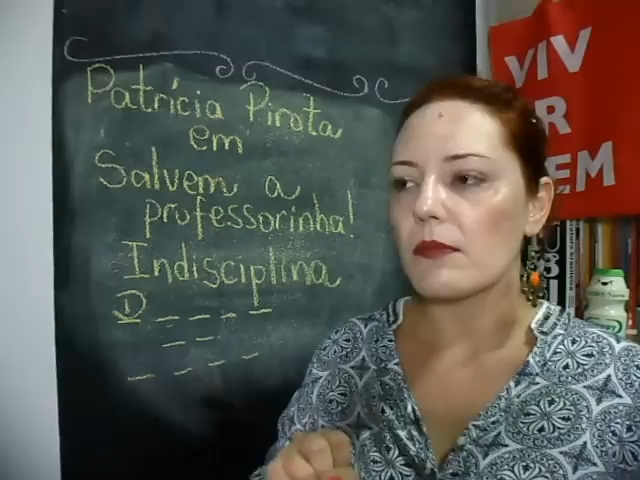 Patrícia Pirota
em
Salvem a
professorinha!
Indisciplina
D _ _ _ _
_ _
_ _ _ _
VIV
R
EM